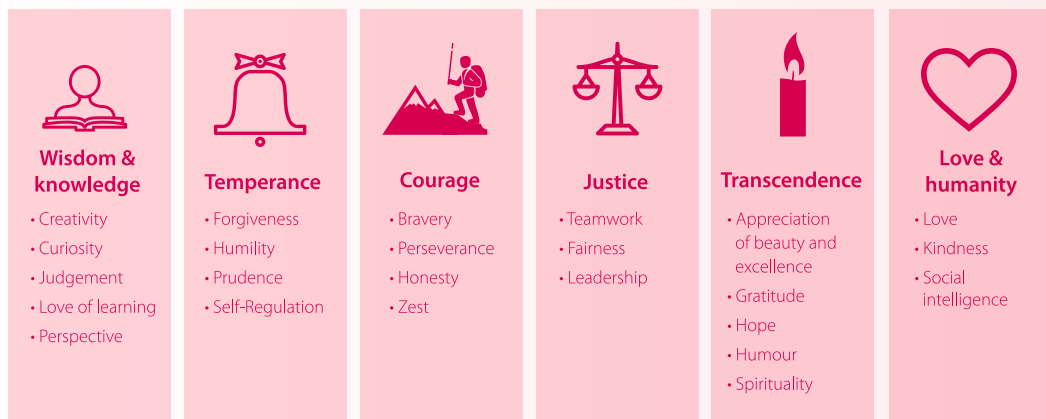 Wisdom &
knowledge
• Creativity
• Curiosity
• Judgement
• Love of learning
• Perspective
Temperance
• Forgiveness
• Humility
• Prudence
• Self-Regulation
Courage
• Bravery
• Perseverance
• Honesty
• Zest
Justice
• Teamwork
• Fairness
• Leadership
Transcendence
• Appreciation
of beauty and
excellence
• Gratitude
• Hope
• Humour
• Spirituality
Love &
humanity
• Love
• Kindness
• Social
intelligence